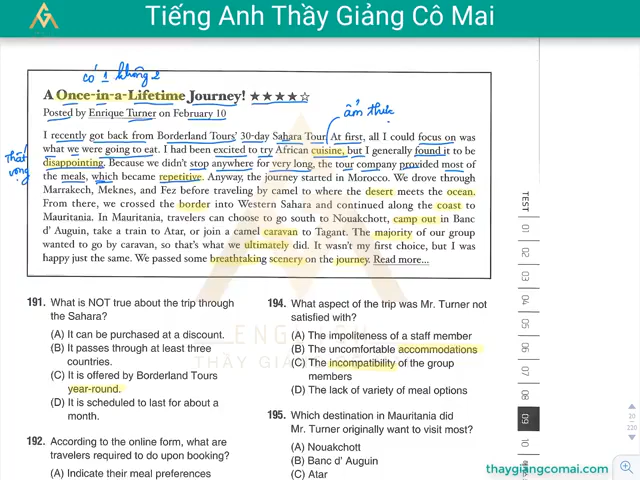 Tiếng Anh Thầy Giảng Cô Mai
có 1 không 2
A Once-in-a-Lifetime Journey! ★★★★☆
Posted by Enrique Turner on February 10
ẩm thực
I recently got back from Borderland Tours' 30-day Sahara Tour. At first, all I could focus on was
what we were going to eat. I had been excited to try African cuisine, but I generally found it to be
thất vọng
disappointing. Because we didn't stop anywhere for very long, the tour company provided most of
the meals, which became repetitive. Anyway, the journey started in Morocco. We drove through
Marrakech, Meknes, and Fez before traveling by camel to where the desert meets the ocean.
From there, we crossed the border into Western Sahara and continued along the coast to
Mauritania. In Mauritania, travelers can choose to go south to Nouakchott, camp out in Banc
d' Auguin, take a train to Atar, or join a camel caravan to Tagant. The majority of our group
wanted to go by caravan, so that's what we ultimately did. It wasn't my first choice, but I was
happy just the same. We passed some breathtaking scenery on the journey. Read more...
191. What is NOT true about the trip through
the Sahara?
(A) It can be purchased at a discount.
(B) It passes through at least three
countries.
(C) It is offered by Borderland Tours
year-round.
(D) It is scheduled to last for about a
month.
192. According to the online form, what are
travelers required to do upon booking?
(A) Indicate their meal preferences
194. What aspect of the trip was Mr. Turner not
satisfied with?
(A) The impoliteness of a staff member
(B) The uncomfortable accommodations
(C) The incompatibility of the group
members
(D) The lack of variety of meal options
195. Which destination in Mauritania did
Mr. Turner originally want to visit most?
(A) Nouakchott
(B) Banc d' Auguin
(C) Atar
TEST
01
02
03
04
05
06
07
08
09
10
THẦY GIẢNG
thaygiangcomai.com
220